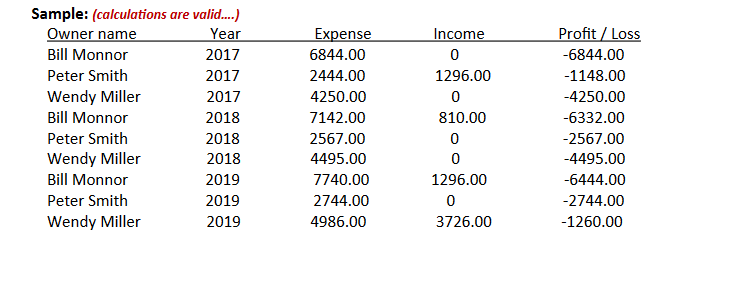 Sample: (calculations are valid....)
Owner name Year Expense Income Profit / Loss
Bill Monnor 2017 6844.00 0 -6844.00
Peter Smith 2017 2444.00 1296.00 -1148.00
Wendy Miller 2017 4250.00 0 -4250.00
Bill Monnor 2018 7142.00 810.00 -6332.00
Peter Smith 2018 2567.00 0 -2567.00
Wendy Miller 2018 4495.00 0 -4495.00
Bill Monnor 2019 7740.00 1296.00 -6444.00
Peter Smith 2019 2744.00 0 -2744.00
Wendy Miller 2019 4986.00 3726.00 -1260.00